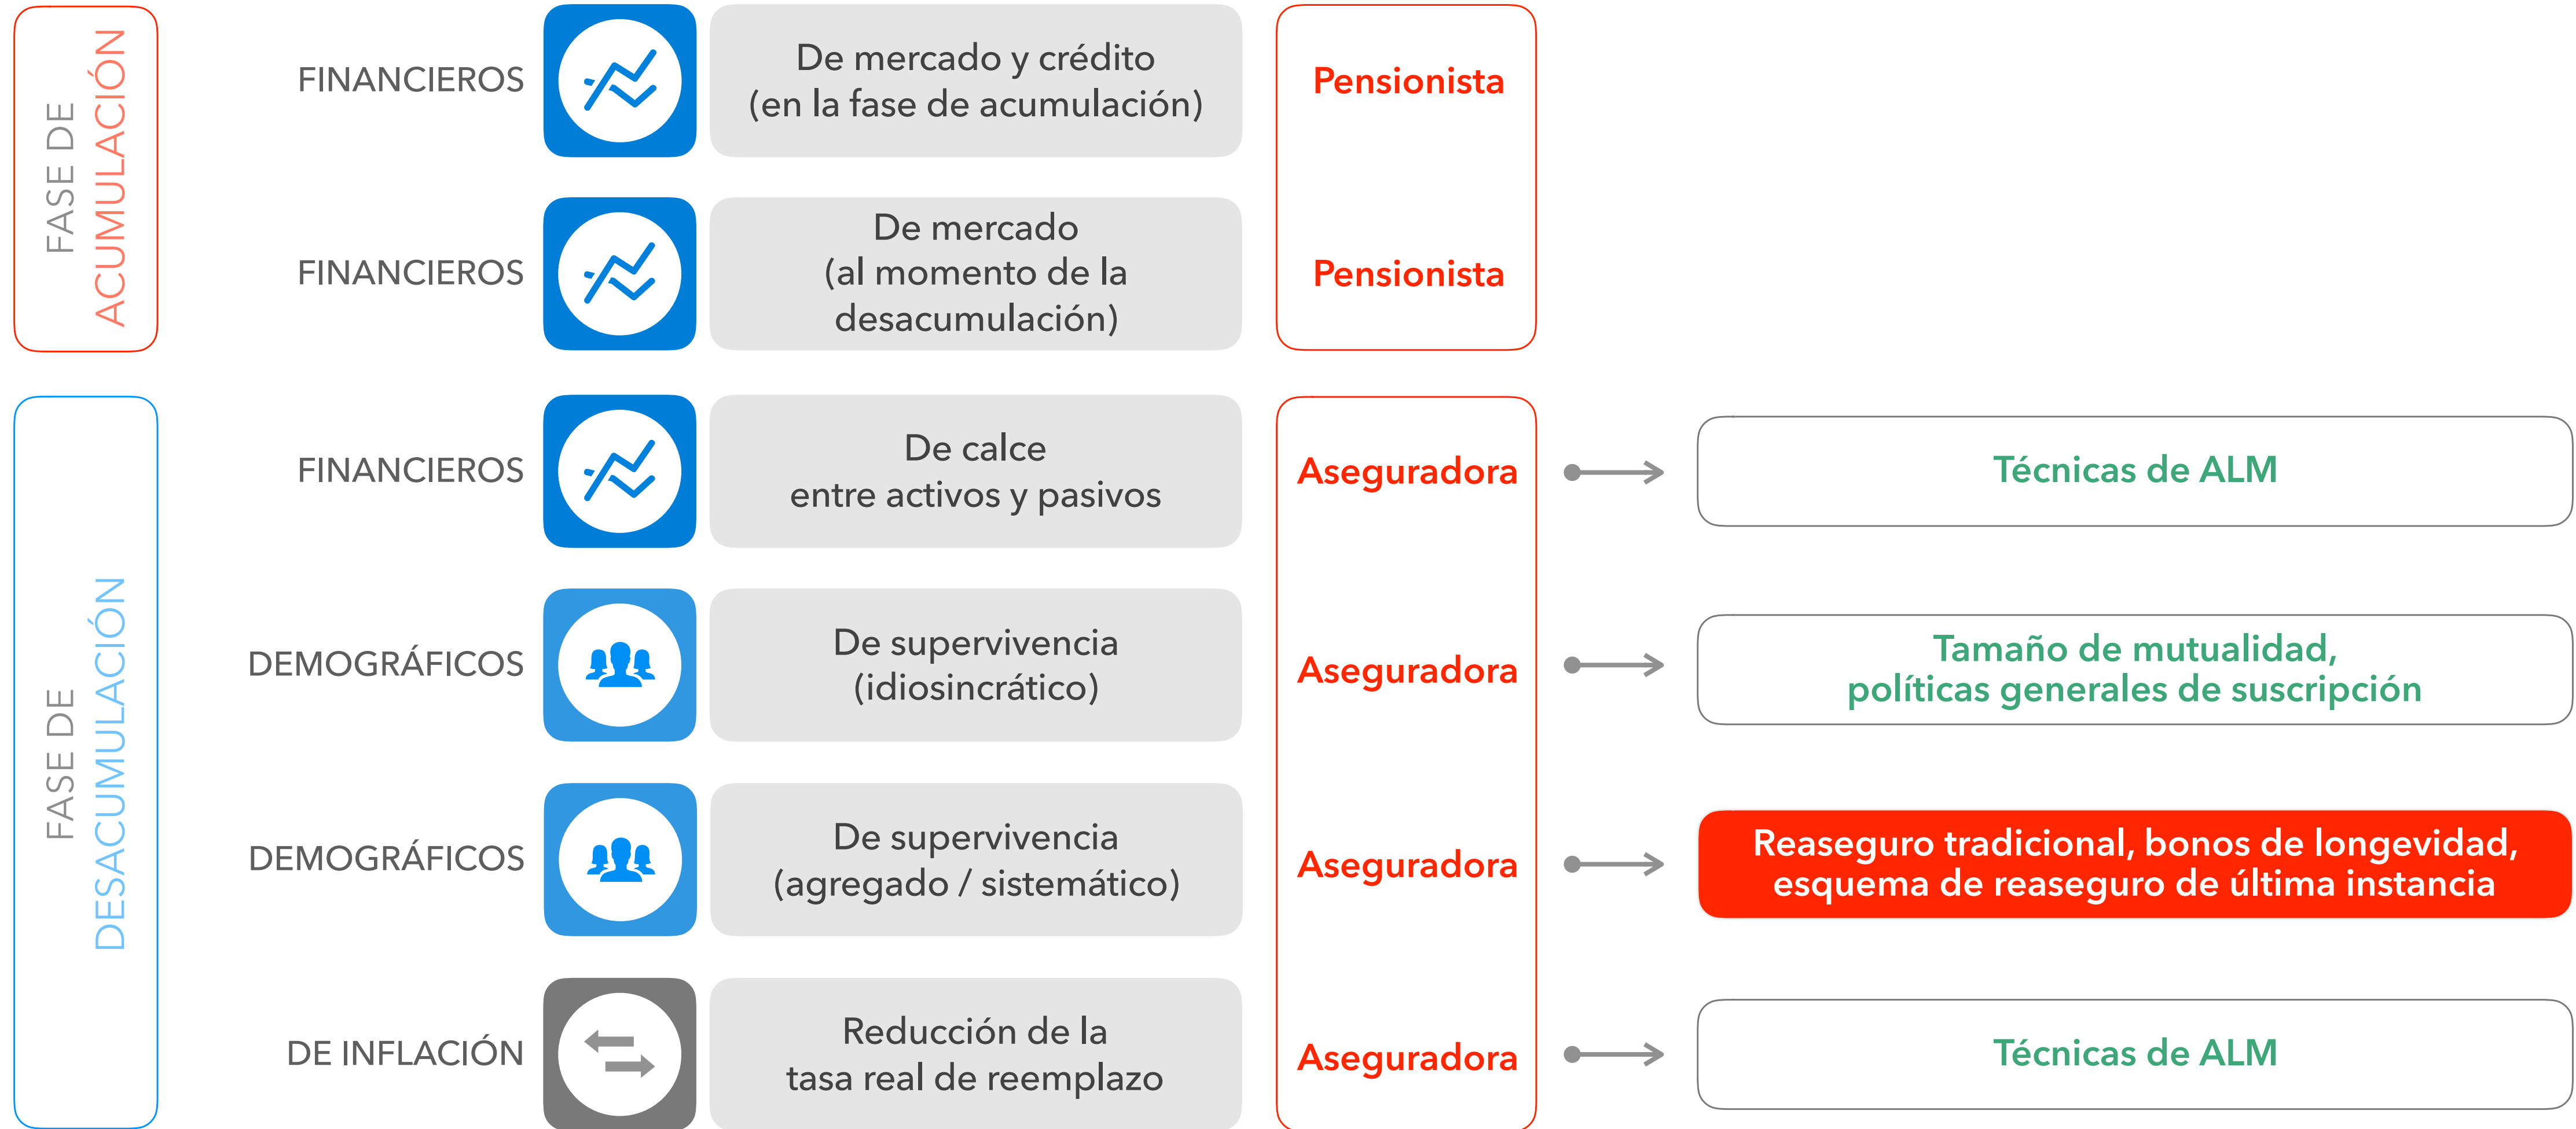 FASE DE
ACUMULACIÓN
FINANCIEROS
De mercado y crédito
(en la fase de acumulación)
Pensionista
FINANCIEROS
De mercado
(al momento de la
desacumulación)
Pensionista
FASE DE
DESACUMULACIÓN
FINANCIEROS
De calce
entre activos y pasivos
Aseguradora
Técnicas de ALM
DEMOGRÁFICOS
De supervivencia
(idiosincrático)
Aseguradora
Tamaño de mutualidad,
políticas generales de suscripción
DEMOGRÁFICOS
De supervivencia
(agregado / sistemático)
Aseguradora
Reaseguro tradicional, bonos de longevidad,
esquema de reaseguro de última instancia
DE INFLACIÓN
Reducción de la
tasa real de reemplazo
Aseguradora
Técnicas de ALM